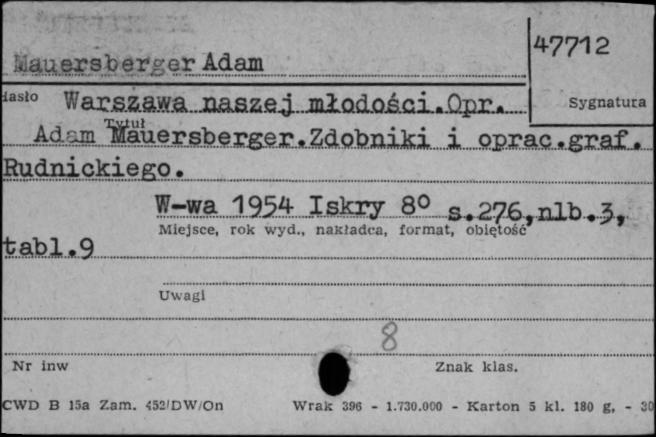 47712
Mauersberger Adam
Hasło Warszawa naszej młodości.Opr. Sygnatura
Tytuł
Adam Mauersberger.Zdobniki i oprac.graf.
Rudnickiego.
W-wa 1954 Iskry 8° s.276,nlb.3,
Miejsce, rok wyd., nakładca, format, objętość
tabl.9
Uwagi
8
Nr inw Znak klas.
CWD B 15a Zam. 452/DW/On Wrak 396 - 1.730.000 - Karton 5 kl. 180 g, - 30